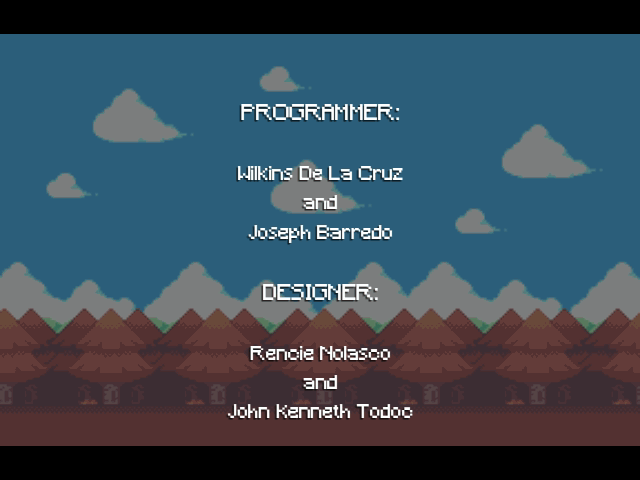 PROGRAMMER:
Wilkins De La Cruz
and
Joseph Barredo
DESIGNER:
Rencie Nolasco
and
John Kenneth Todoc